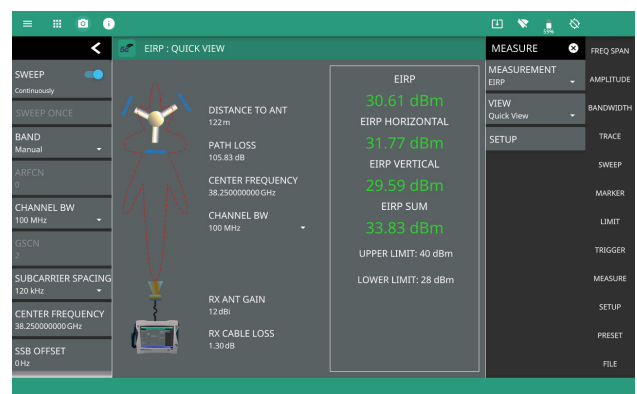 59%
5G EIRP : QUICK VIEW
SWEEP
Continuously
SWEEP ONCE
BAND
Manual
ARFCN
0
CHANNEL BW
100 MHz
GSCN
2
SUBCARRIER SPACING
120 kHz
CENTER FREQUENCY
38.250000000 GHz
SSB OFFSET
0 Hz
DISTANCE TO ANT
122 m
PATH LOSS
105.83 dB
CENTER FREQUENCY
38.250000000 GHz
CHANNEL BW
100 MHz
RX ANT GAIN
12 dBi
RX CABLE LOSS
1.30 dB
EIRP
30.61 dBm
EIRP HORIZONTAL
31.77 dBm
EIRP VERTICAL
29.59 dBm
EIRP SUM
33.83 dBm
UPPER LIMIT: 40 dBm
LOWER LIMIT: 28 dBm
MEASURE
MEASUREMENT
EIRP
VIEW
Quick View
SETUP
FREQ SPAN
AMPLITUDE
BANDWIDTH
TRACE
SWEEP
MARKER
LIMIT
TRIGGER
MEASURE
SETUP
PRESET
FILE